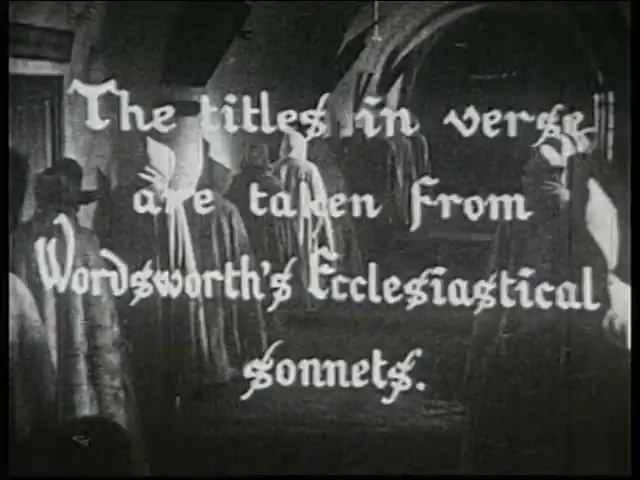 The titles in verse
are taken from
Wordsworth's Ecclesiastical
sonnets.